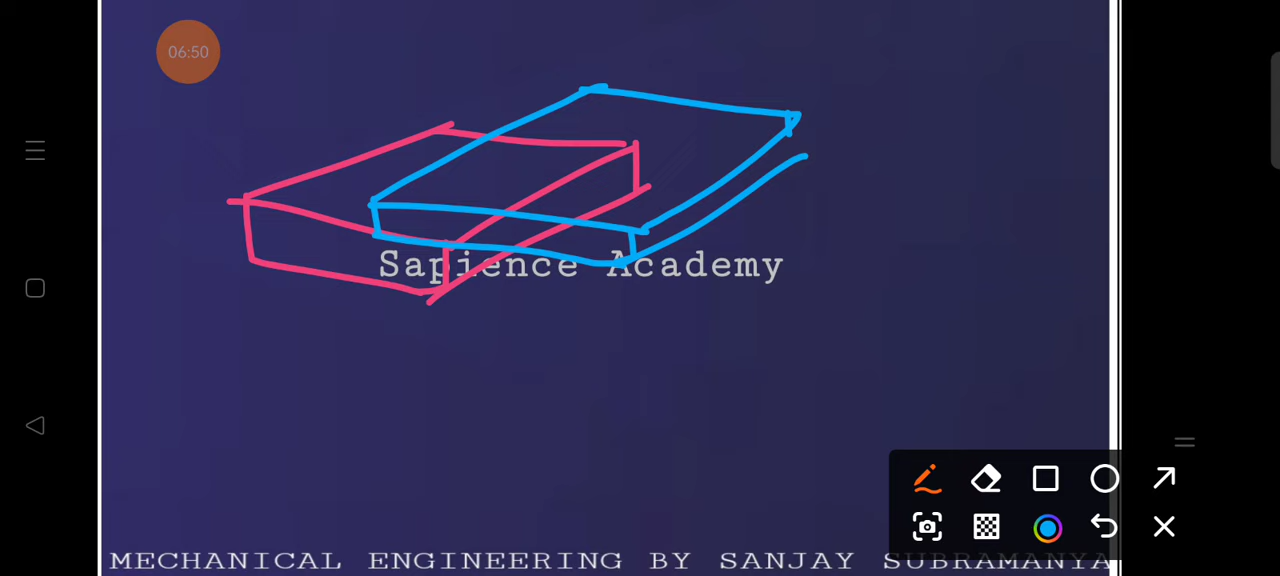 06:50
Sapience Academy
MECHANICAL ENGINEERING BY SANJAY SUBRAMANYA